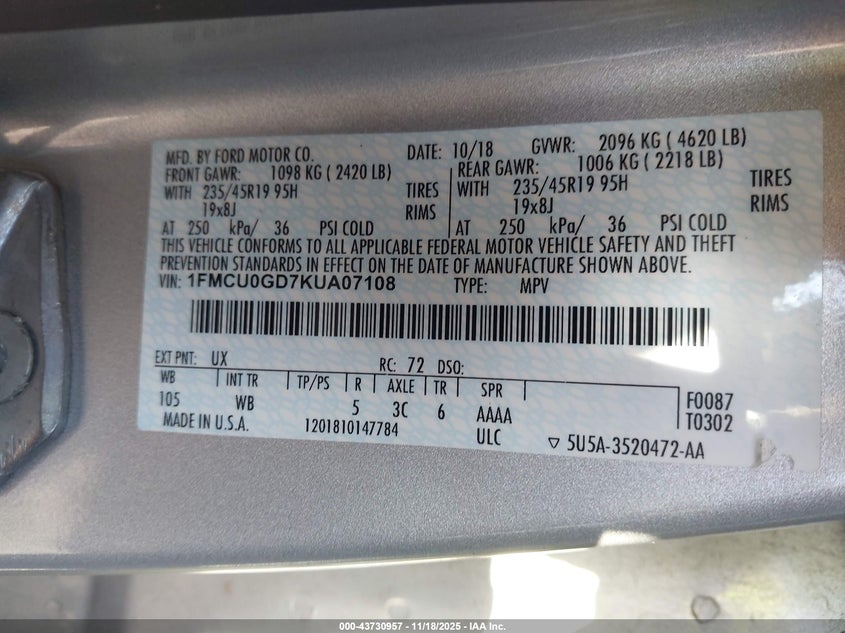 MFD. BY FORD MOTOR CO. DATE: 10/18 GVWR: 2096 KG ( 4620 LB)
FRONT GAWR: 1098 KG ( 2420 LB) REAR GAWR: 1006 KG ( 2218 LB)
WITH 235/45R19 95H TIRES WITH 235/45R19 95H TIRES
19x8J RIMS 19x8J RIMS
AT 250 kPa/ 36 PSI COLD AT 250 kPa/ 36 PSI COLD
THIS VEHICLE CONFORMS TO ALL APPLICABLE FEDERAL MOTOR VEHICLE SAFETY AND THEFT
PREVENTION STANDARDS IN EFFECT ON THE DATE OF MANUFACTURE SHOWN ABOVE.
VIN: 1FMCU0GD7KUA07108 TYPE: MPV
EXT PNT: UX RC: 72 DSO:
WB INT TR TP/PS R AXLE TR SPR F0087
105 WB 5 3C 6 AAAA T0302
MADE IN U.S.A. 1201810147784 ULC 5U5A-3520472-AA
000-43730957 - 11/18/2025 - IAA Inc.